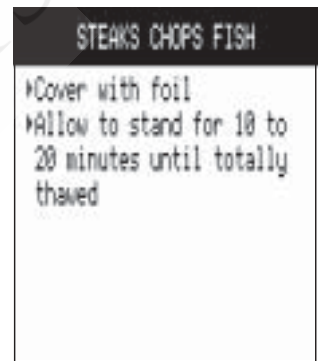 STEAKS CHOPS FISH
▶Cover with foil
▶Allow to stand for 10 to
20 minutes until totally
thawed